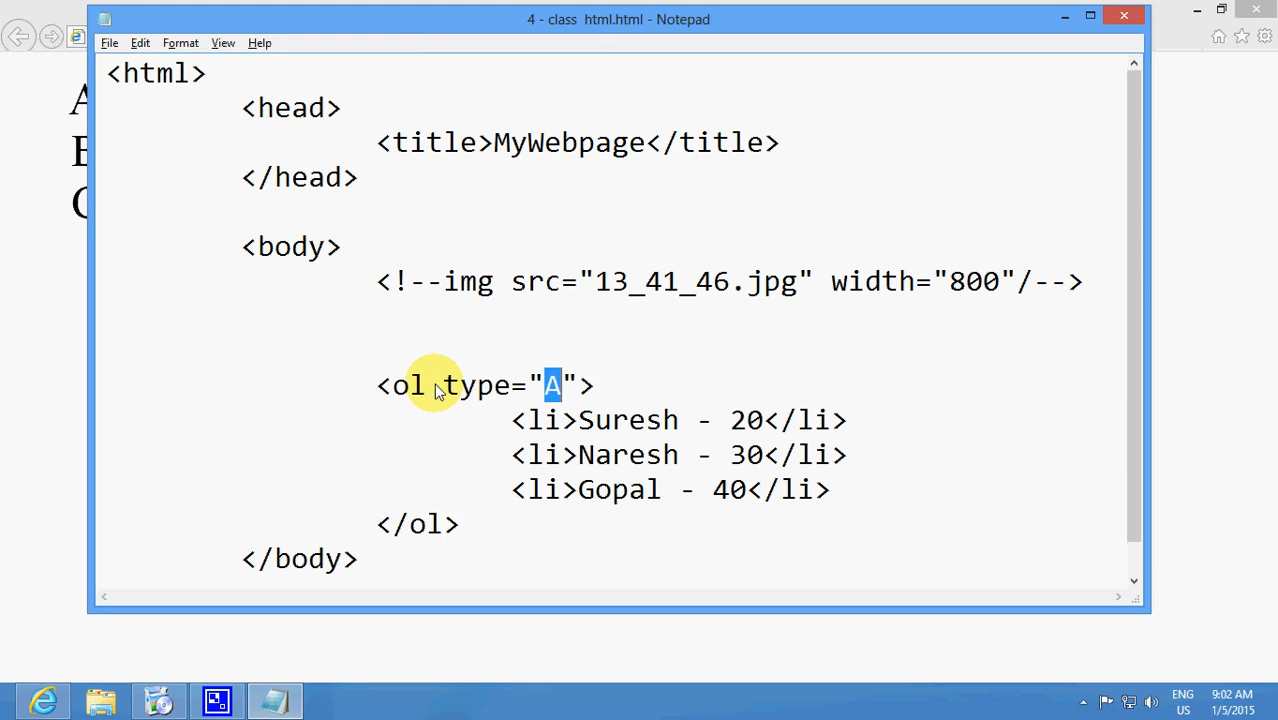 4 - class  html.html - Notepad
File Edit Format View Help
<html>
<head>
<title>MyWebpage</title>
</head>
<body>
<!--img src="13_41_46.jpg" width="800"/-->
<ol type="A">
<li>Suresh - 20</li>
<li>Naresh - 30</li>
<li>Gopal - 40</li>
</ol>
</body>
ENG 9:02 AM
US 1/5/2015